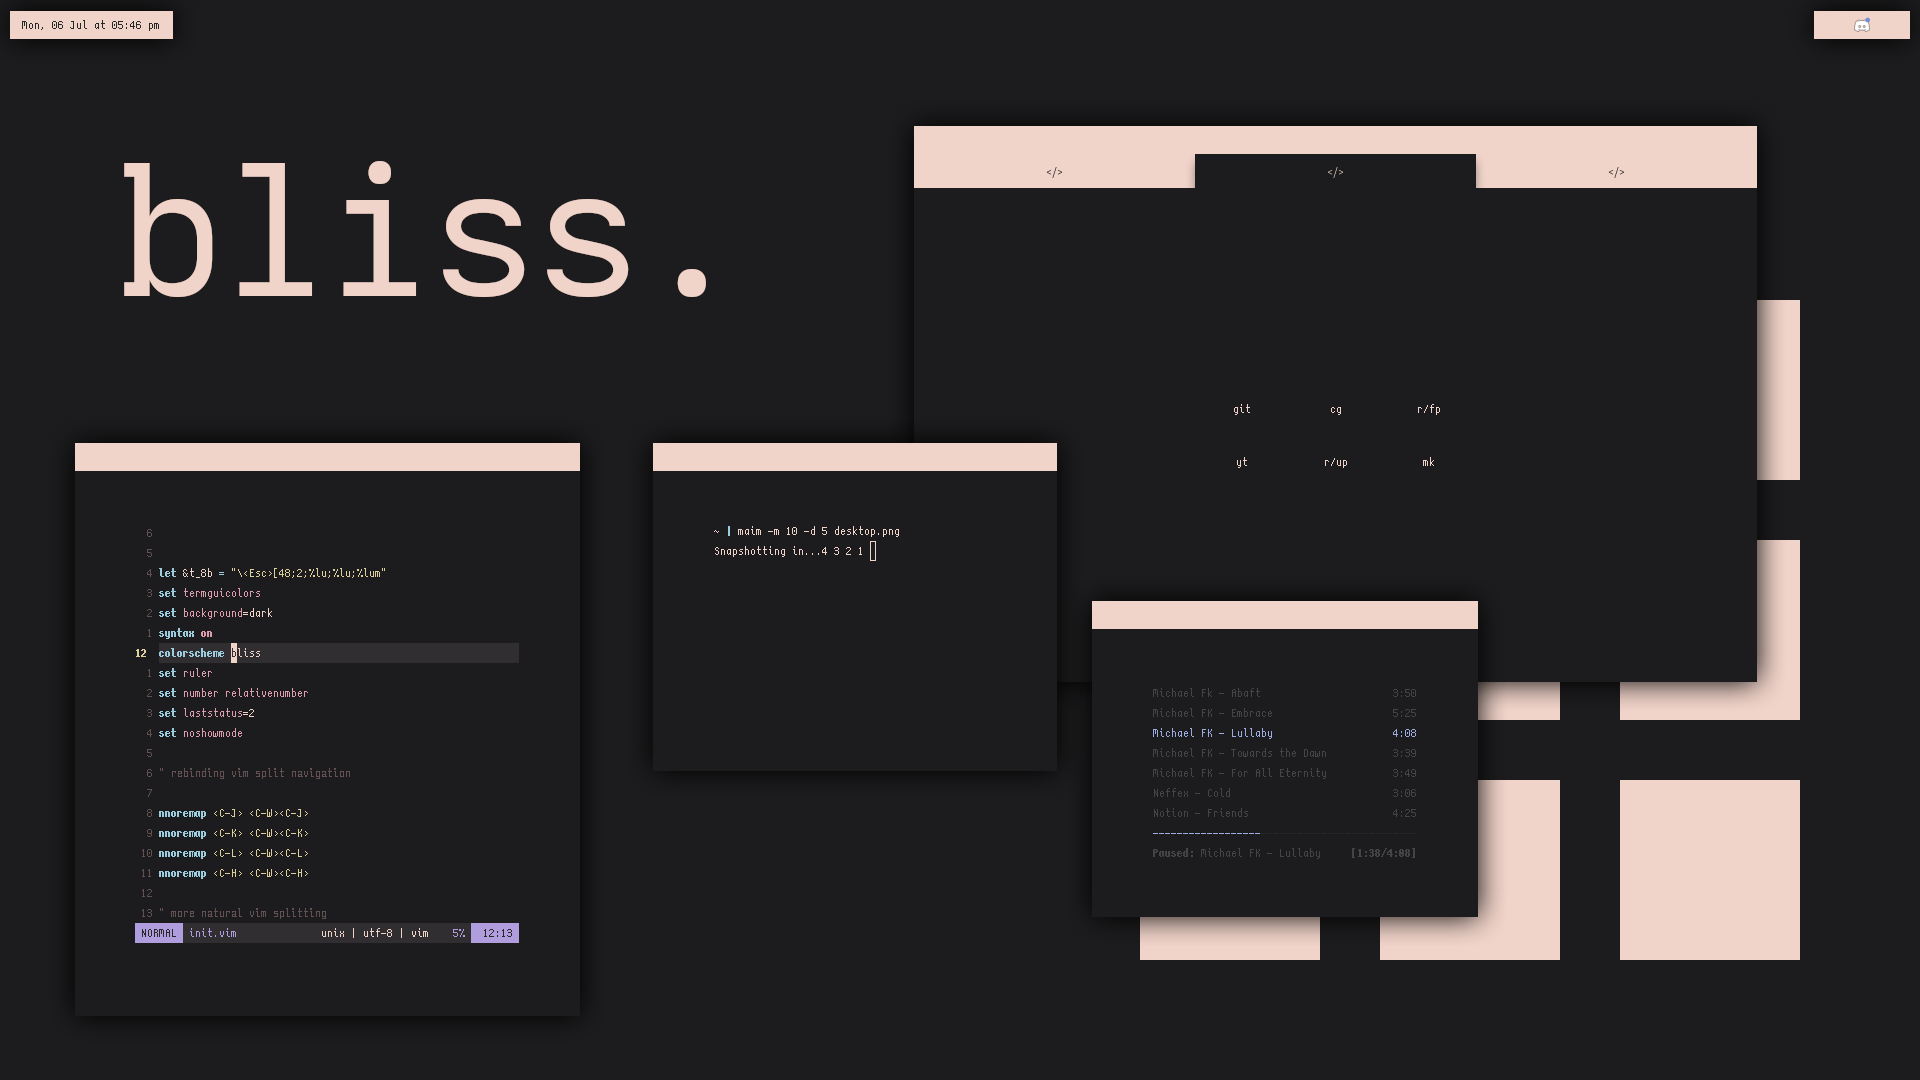 Mon, 06 Jul at 05:46 pm
bliss.
</> </> </>
git cg r/fp
yt r/up mk
6
5
4 let &t_8b = "\<Esc>[48;2;%lu;%lu;%lum"
3 set termguicolors
2 set background=dark
1 syntax on
12 colorscheme bliss
1 set ruler
2 set number relativenumber
3 set laststatus=2
4 set noshowmode
5
6 " rebinding vim split navigation
7
8 nnoremap <C-J> <C-W><C-J>
9 nnoremap <C-K> <C-W><C-K>
10 nnoremap <C-L> <C-W><C-L>
11 nnoremap <C-H> <C-W><C-H>
12
13 " more natural vim splitting
NORMAL init.vim unix | utf-8 | vim 5% 12:13
~ | maim -m 10 -d 5 desktop.png
Snapshotting in...4 3 2 1
Michael Fk - Abaft 3:50
Michael FK - Embrace 5:25
Michael FK - Lullaby 4:08
Michael FK - Towards the Dawn 3:39
Michael FK - For All Eternity 3:49
Neffex - Cold 3:06
Notion - Friends 4:25
Paused: Michael FK - Lullaby [1:38/4:08]